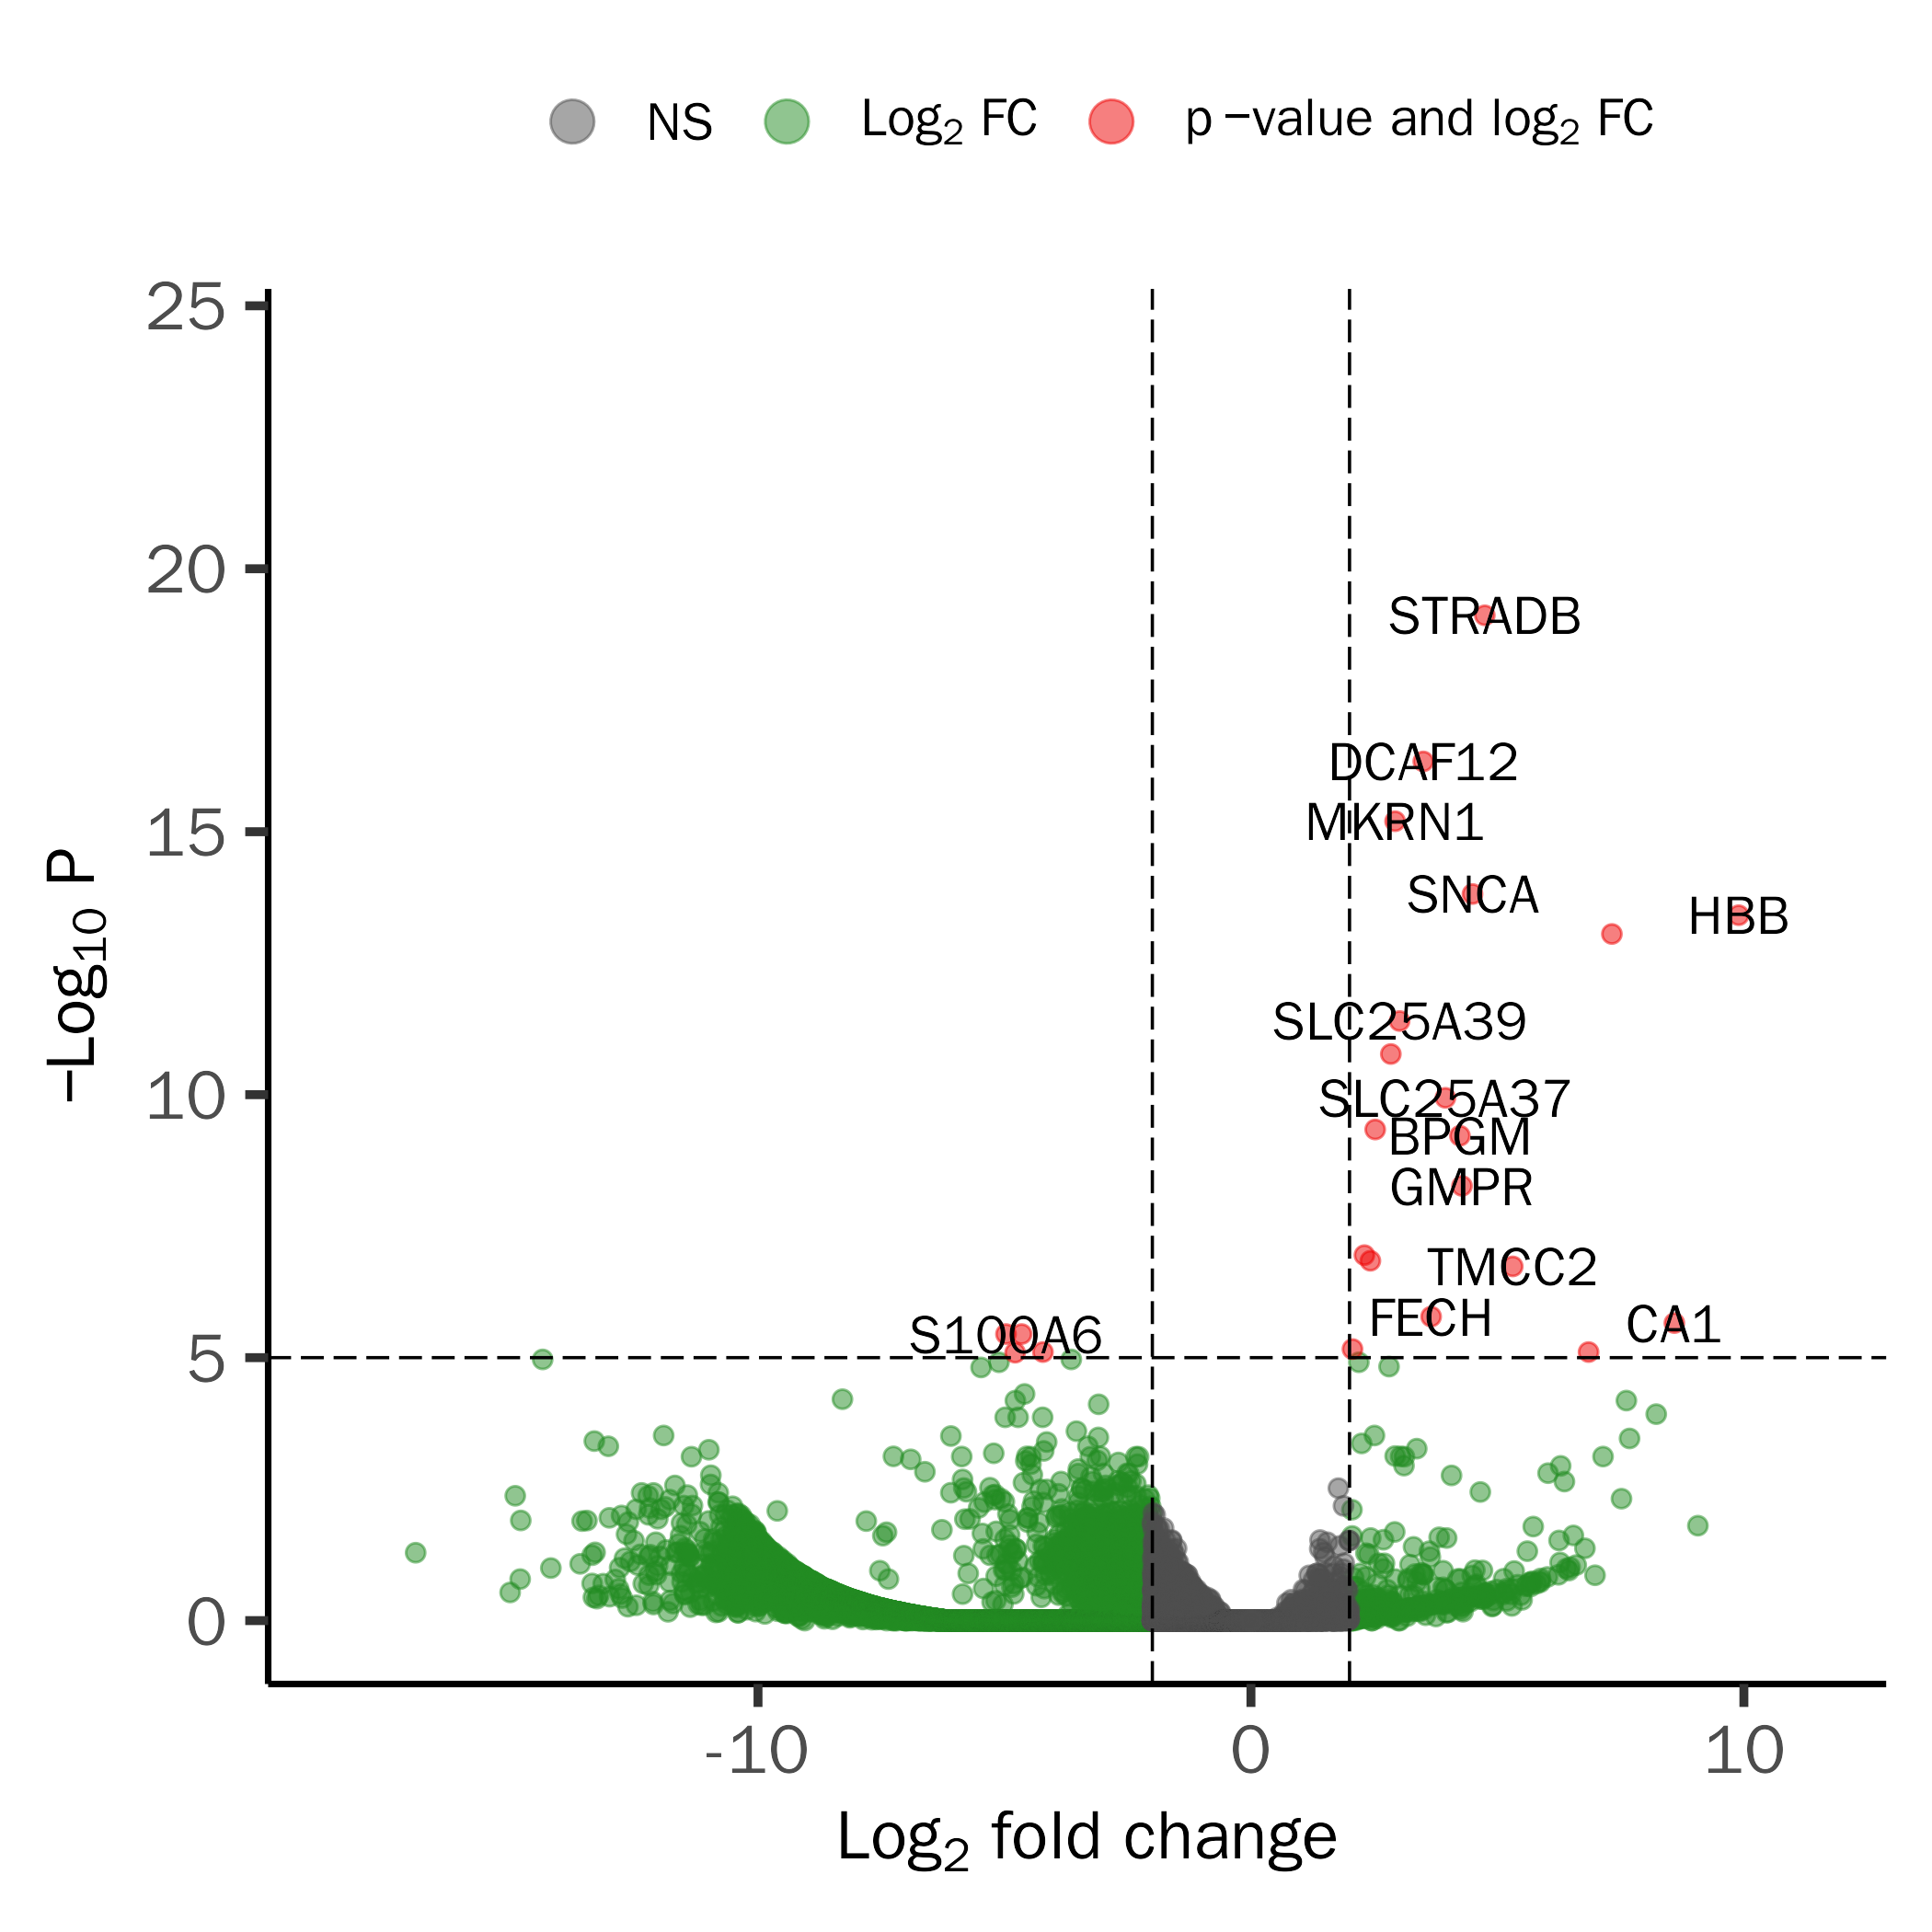 NS Log2 FC p −value and log2 FC
25
20
15
10
5
0
−Log10 P
STRADB
DCAF12
MKRN1
SNCA
HBB
SLC25A39
SLC25A37
BPGM
GMPR
TMCC2
FECH
CA1
S100A6
-10 0 10
Log2 fold change